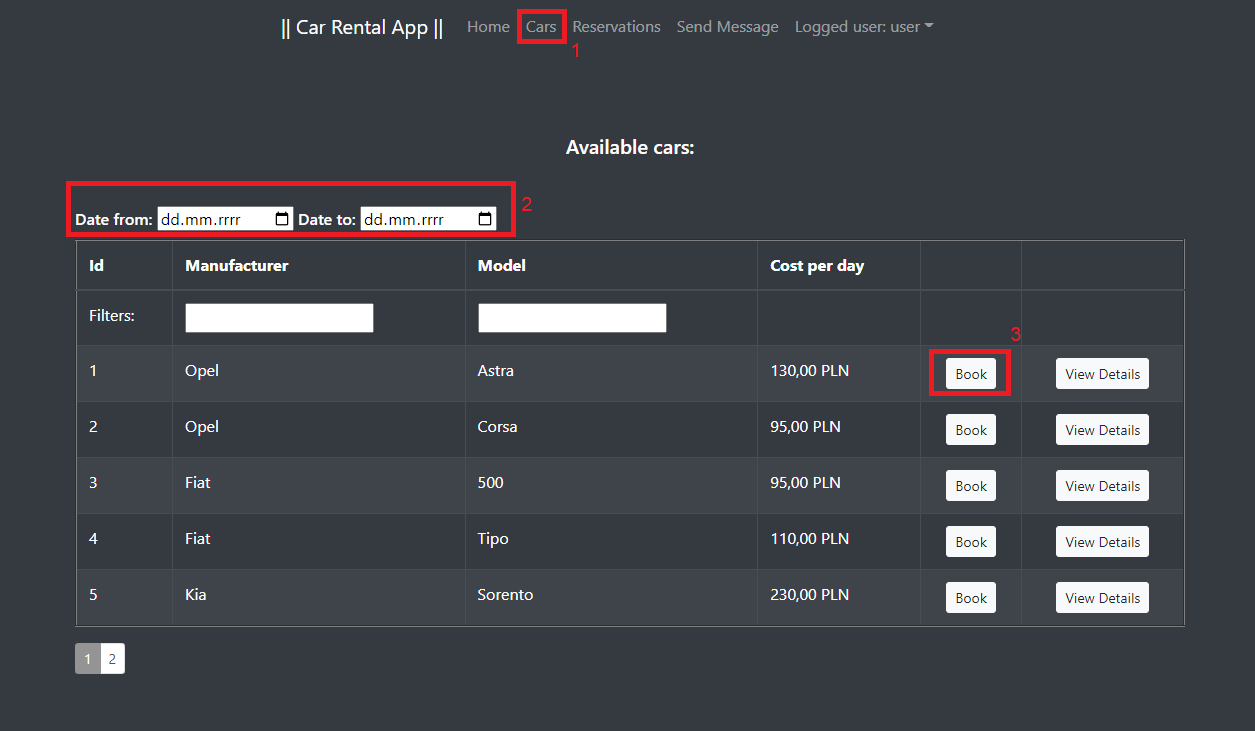 || Car Rental App || Home Cars Reservations Send Message Logged user: user
1
Available cars:
Date from: dd.mm.rrrr Date to: dd.mm.rrrr 2
Id Manufacturer Model Cost per day
Filters:
3
1 Opel Astra 130,00 PLN Book View Details
2 Opel Corsa 95,00 PLN Book View Details
3 Fiat 500 95,00 PLN Book View Details
4 Fiat Tipo 110,00 PLN Book View Details
5 Kia Sorento 230,00 PLN Book View Details
1 2